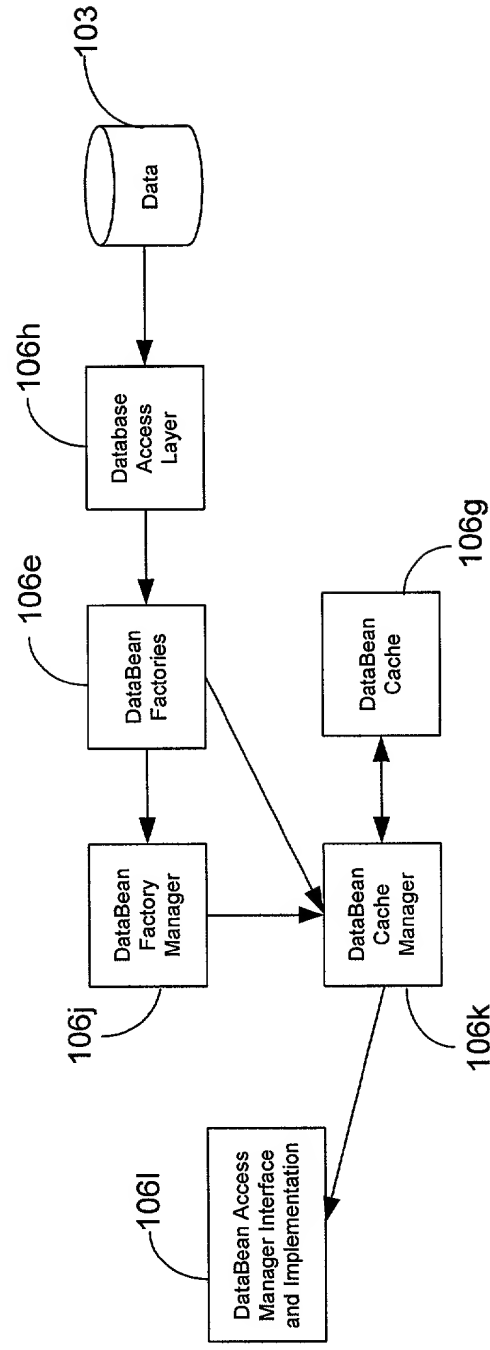 103
Data
106h
Database
Access
Layer
106e
DataBean
Factories
106g
DataBean
Cache
106j
DataBean
Factory
Manager
DataBean
Cache
Manager
106k
106l
DataBean Access
Manager Interface
and Implementation